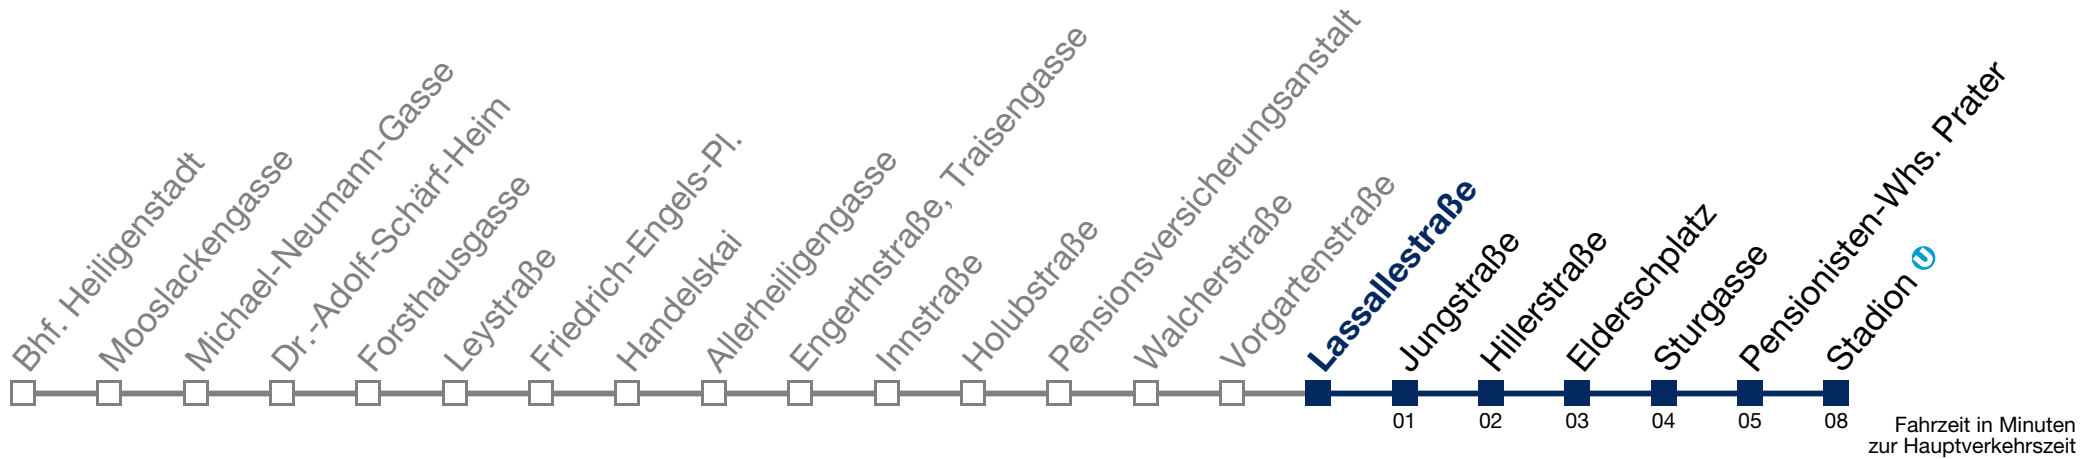 Bhf. Heiligenstadt
Mooslackengasse
Michael-Neumann-Gasse
Dr.-Adolf-Schärf-Heim
Forsthausgasse
Leystraße
Friedrich-Engels-Pl.
Handelskai
Allerheiligengasse
Engerthstraße, Traisengasse
Innstraße
Holubstraße
Pensionsversicherungsanstalt
Walcherstraße
Vorgartenstraße
Lassallestraße
Jungstraße
Hillerstraße
Elderschplatz
Sturgasse
Pensionisten-Whs. Prater
Stadion U
01 02 03 04 05 08
Fahrzeit in Minuten
zur Hauptverkehrszeit